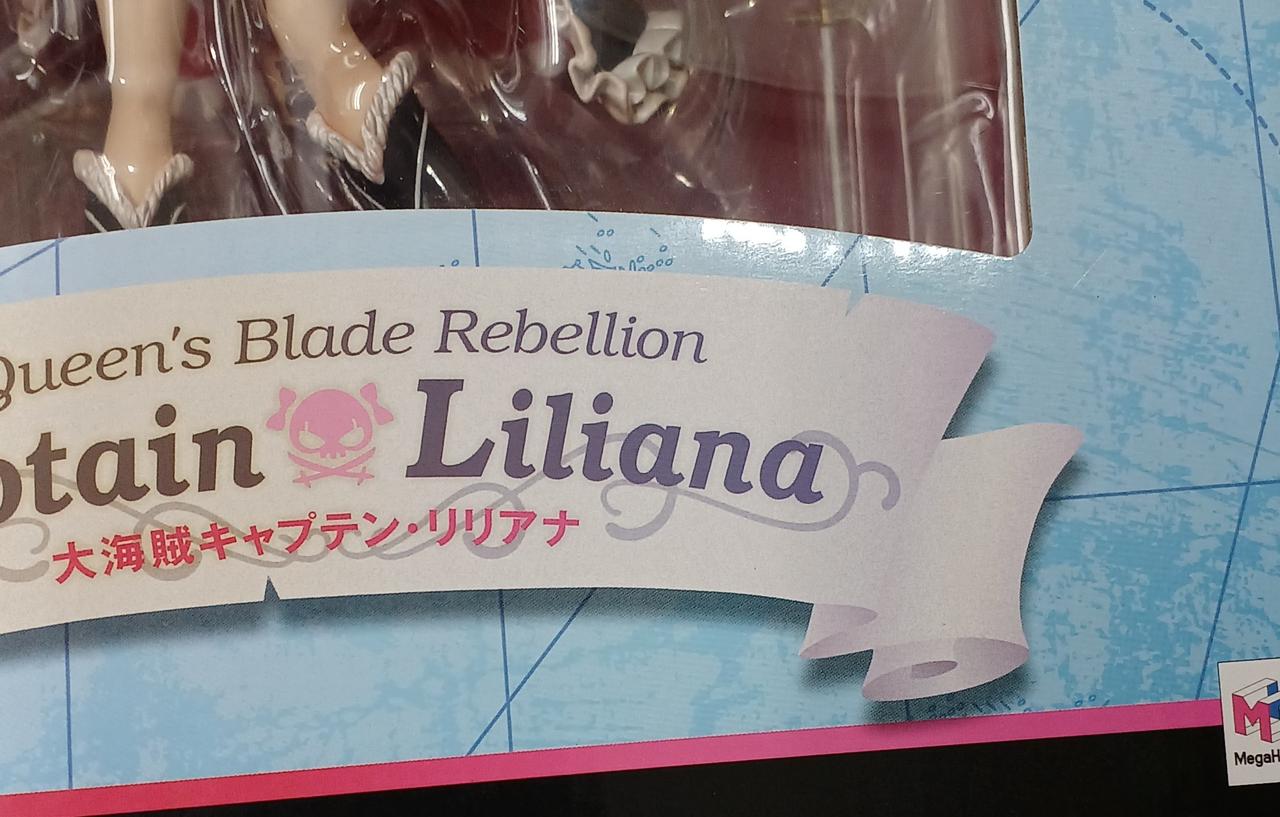 Queen's Blade Rebellion
ptain Liliana
大海賊キャプテン・リリアナ
MegaH